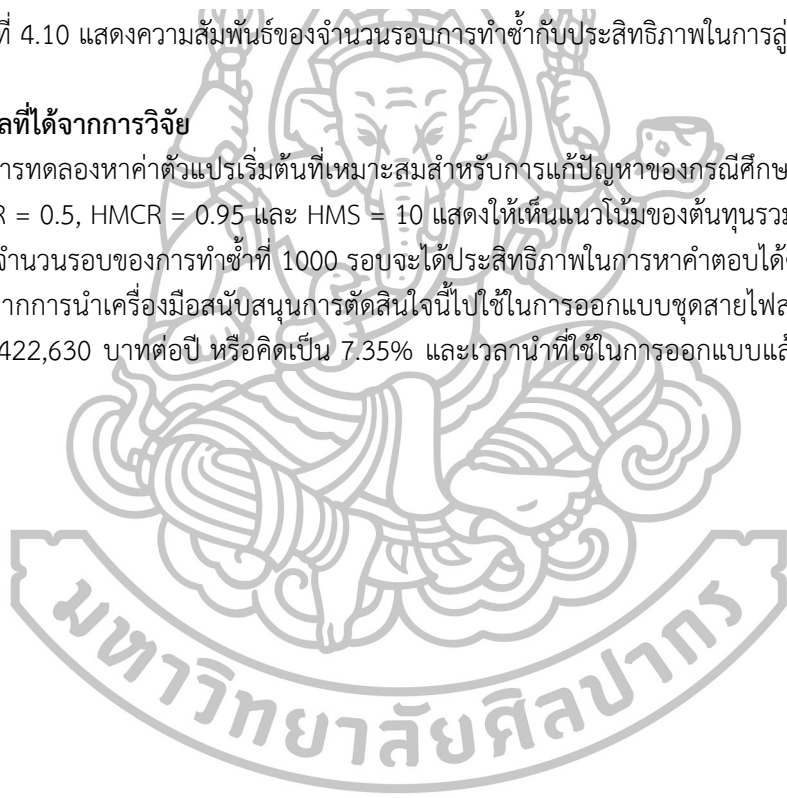 ที่ 4.10 แสดงความสัมพันธ์ของจำนวนรอบการทำซ้ำกับประสิทธิภาพในการลู่
ลที่ได้จากการวิจัย
การทดลองหาค่าตัวแปรเริ่มต้นที่เหมาะสมสำหรับการแก้ปัญหาของกรณีศึกษ
R = 0.5, HMCR = 0.95 และ HMS = 10 แสดงให้เห็นแนวโน้มของต้นทุนรวม
จำนวนรอบของการทำซ้ำที่ 1000 รอบจะได้ประสิทธิภาพในการหาคำตอบได้
ากการนำเครื่องมือสนับสนุนการตัดสินใจนี้ไปใช้ในการออกแบบชุดสายไฟส
422,630 บาทต่อปี หรือคิดเป็น 7.35% และเวลานำที่ใช้ในการออกแบบแล้
มหาวิทยาลัยศิลปากร